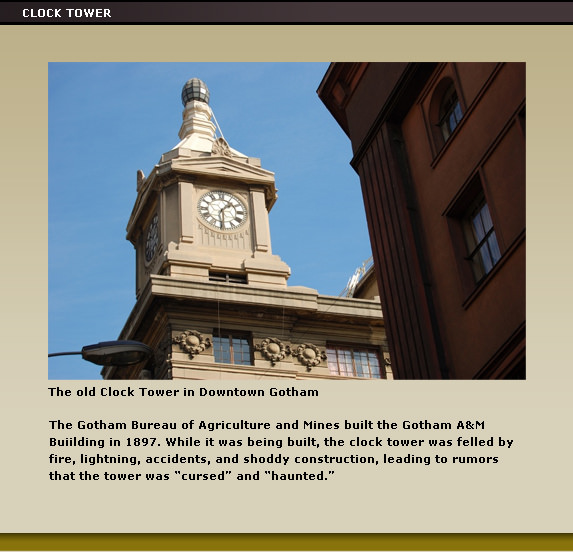 CLOCK TOWER
The old Clock Tower in Downtown Gotham
The Gotham Bureau of Agriculture and Mines built the Gotham A&M
Buiilding in 1897. While it was being built, the clock tower was felled by
fire, lightning, accidents, and shoddy construction, leading to rumors
that the tower was “cursed” and “haunted.”